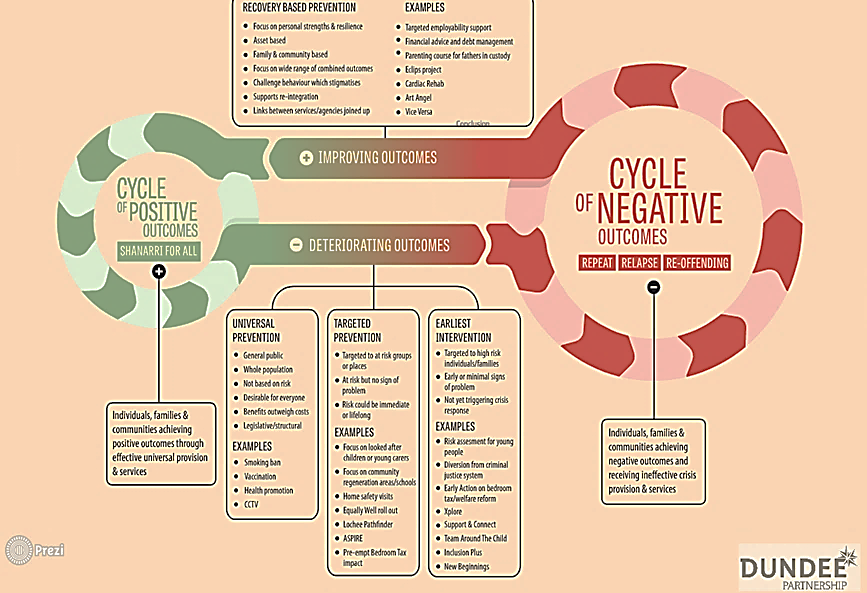 RECOVERY BASED PREVENTION
Focus on personal strengths & resilience
Asset based
Family & community based
Focus on wide range of combined outcomes
Challenge behaviour which stigmatises
Supports re-integration
Links between services/agencies joined up
EXAMPLES
Targeted employability support
Financial advice and debt management
Parenting course for fathers in custody
Eclips project
Cardiac Rehab
Art Angel
Vice Versa
Conclusion
+ IMPROVING OUTCOMES
CYCLE
OF POSITIVE
OUTCOMES
SHANARRI FOR ALL
+
− DETERIORATING OUTCOMES
CYCLE
OF NEGATIVE
OUTCOMES
REPEAT RELAPSE RE-OFFENDING
−
Individuals, families &
communities achieving
positive outcomes through
effective universal provision
& services
UNIVERSAL
PREVENTION
General public
Whole population
Not based on risk
Desirable for everyone
Benefits outweigh costs
Legislative/structural
EXAMPLES
Smoking ban
Vaccination
Health promotion
CCTV
TARGETED
PREVENTION
Targeted to at risk groups
or places
At risk but no sign of
problem
Risk could be immediate
or lifelong
EXAMPLES
Focus on looked after
children or young carers
Focus on community
regeneration areas/schools
Home safety visits
Equally Well roll out
Lochee Pathfinder
ASPIRE
Pre-empt Bedroom Tax
impact
EARLIEST
INTERVENTION
Targeted to high risk
individuals/families
Early or minimal signs
of problem
Not yet triggering crisis
response
EXAMPLES
Risk assesment for young
people
Diversion from criminal
justice system
Early Action on bedroom
tax/welfare reform
Xplore
Support & Connect
Team Around The Child
Inclusion Plus
New Beginnings
Individuals, families &
communities achieving
negative outcomes and
receiving ineffective crisis
provision & services
Prezi
DUNDEE
PARTNERSHIP